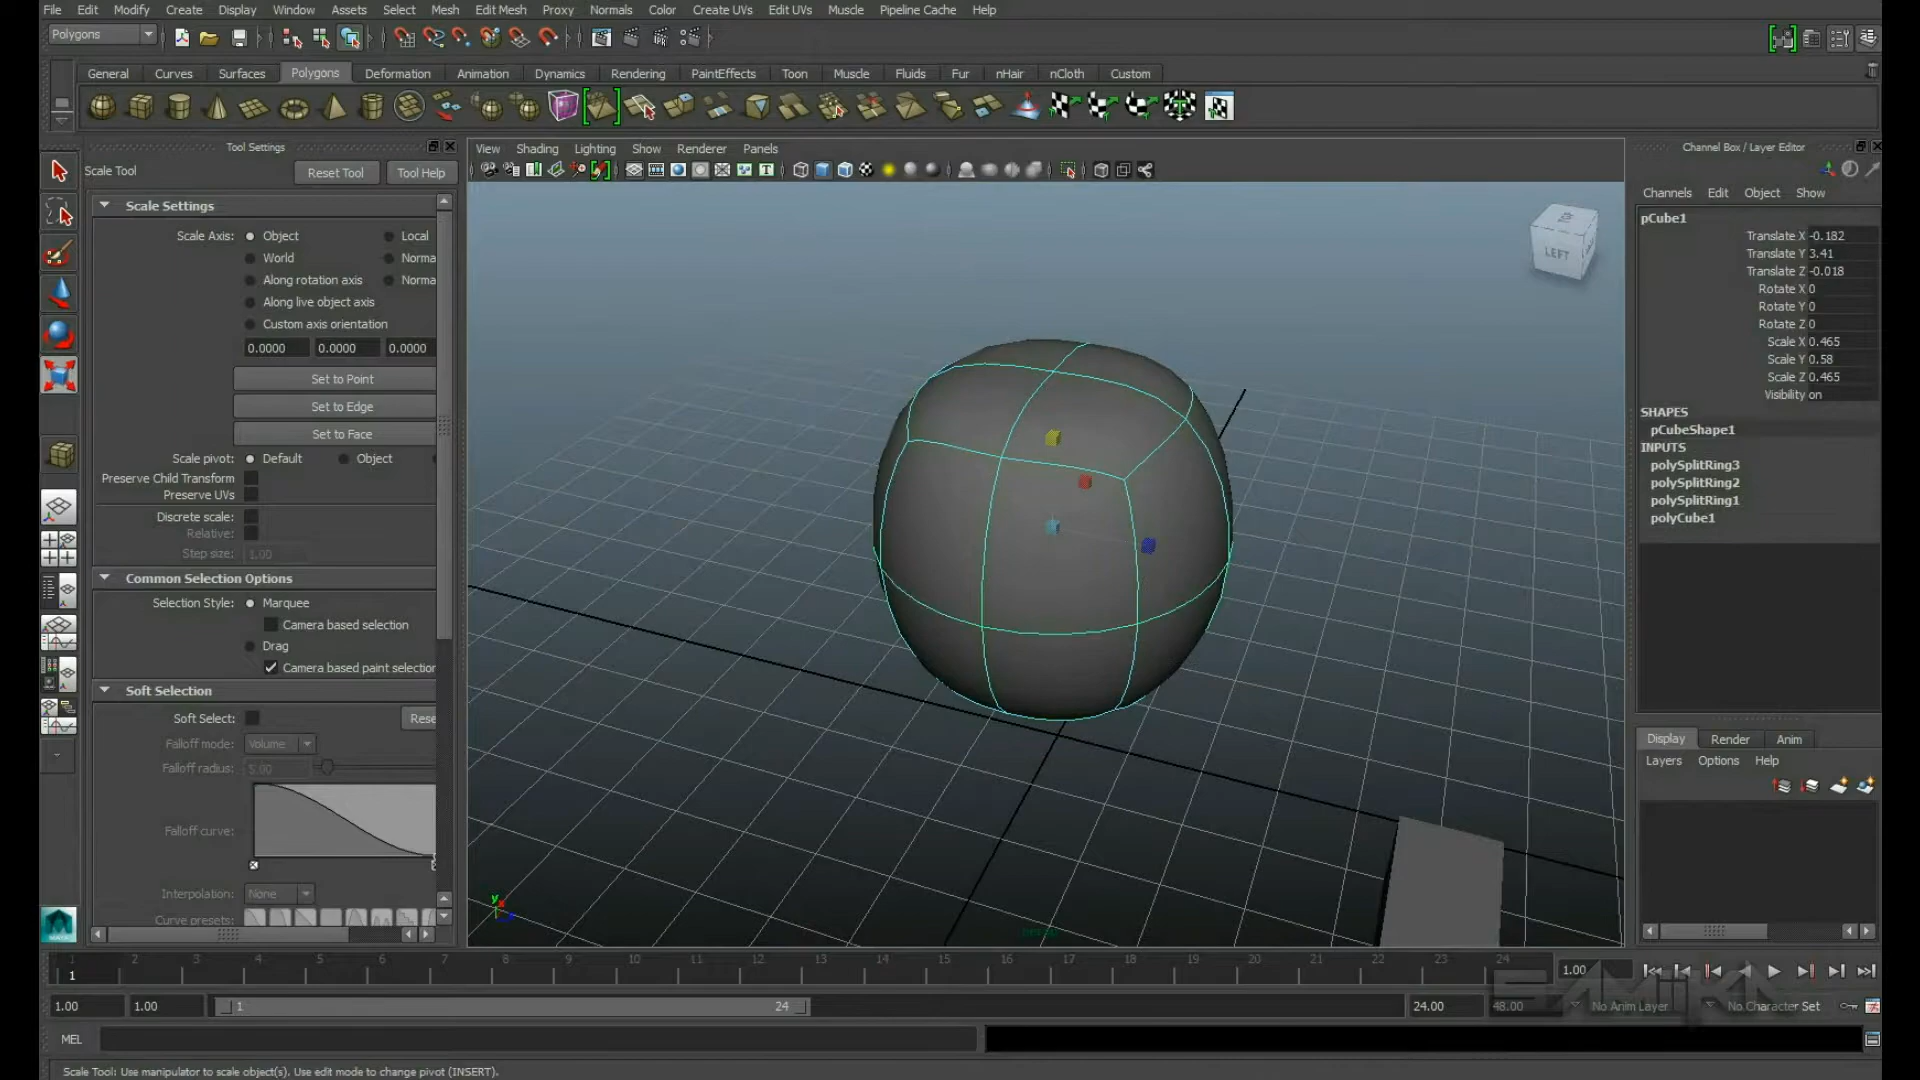 File Edit Modify Create Display Window Assets Select Mesh Edit Mesh Proxy Normals Color Create UVs Edit UVs Muscle Pipeline Cache Help
Polygons
General Curves Surfaces Polygons Deformation Animation Dynamics Rendering PaintEffects Toon Muscle Fluids Fur nHair nCloth Custom
Tool Settings
Scale Tool Reset Tool Tool Help
Scale Settings
Scale Axis: Object Local
World Norma
Along rotation axis Norma
Along live object axis
Custom axis orientation
0.0000 0.0000 0.0000
Set to Point
Set to Edge
Set to Face
Scale pivot: Default Object
Preserve Child Transform
Preserve UVs
Discrete scale:
Relative:
Step size: 1.00
Common Selection Options
Selection Style: Marquee
Camera based selection
Drag
Camera based paint selection
Soft Selection
Soft Select: Rese
Falloff mode: Volume
Falloff radius: 5.00
Falloff curve:
Interpolation: None
Curve presets:
View Shading Lighting Show Renderer Panels
LEFT
y
Channel Box / Layer Editor
Channels Edit Object Show
pCube1
Translate X -0.182
Translate Y 3.41
Translate Z -0.018
Rotate X 0
Rotate Y 0
Rotate Z 0
Scale X 0.465
Scale Y 0.58
Scale Z 0.465
Visibility on
SHAPES
pCubeShape1
INPUTS
polySplitRing3
polySplitRing2
polySplitRing1
polyCube1
Display Render Anim
Layers Options Help
1 2 3 4 5 6 7 8 9 10 11 12 13 14 15 16 17 18 19 20 21 22 23 24
1 1.00
1.00 1.00 1 24 24.00 48.00 No Anim Layer No Character Set
MEL
Scale Tool: Use manipulator to scale object(s). Use edit mode to change pivot (INSERT).